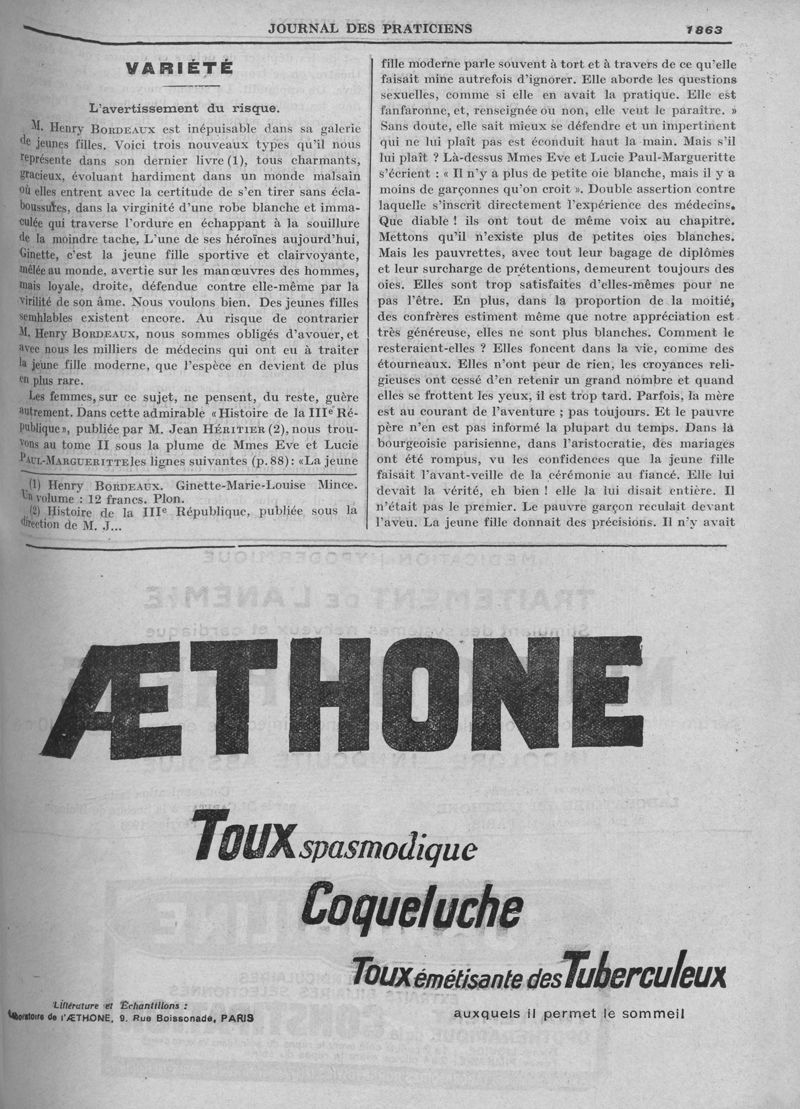 JOURNAL DES PRATICIENS
1863
VARIÉTÉ
L'avertissement du risque.
M. Henry BORDEAUX est inépuisable dans sa galerie
de jeunes filles. Voici trois nouveaux types qu'il nous
représente dans son dernier livre (1), tous charmants,
gracieux, évoluant hardiment dans un monde malsain
où elles entrent avec la certitude de s'en tirer sans écla-
boussures, dans la virginité d'une robe blanche et imma-
culée qui traverse l'ordure en échappant à la souillure
de la moindre tache, L'une de ses héroïnes aujourd'hui,
Ginette, c'est la jeune fille sportive et clairvoyante,
mêlée au monde, avertie sur les manœuvres des hommes,
mais loyale, droite, défendue contre elle-même par la
virilité de son âme. Nous voulons bien. Des jeunes filles
semblables existent encore. Au risque de contrarier
M. Henry BORDEAUX, nous sommes obligés d'avouer, et
avec nous les milliers de médecins qui ont eu à traiter
la jeune fille moderne, que l'espèce en devient de plus
en plus rare.
Les femmes, sur ce sujet, ne pensent, du reste, guère
autrement. Dans cette admirable « Histoire de la IIIe Ré-
publique », publiée par M. Jean HÉRITIER (2), nous trou-
vons au tome II sous la plume de Mmes Eve et Lucie
PAUL-MARGUERITTE les lignes suivantes (p. 88) : « La jeune
(1) Henry BORDEAUX. Ginette-Marie-Louise Mince.
Un volume : 12 francs. Plon.
(2) Histoire de la IIIe République, publiée sous la
direction de M. J...
fille moderne parle souvent à tort et à travers de ce qu'elle
faisait mine autrefois d'ignorer. Elle aborde les questions
sexuelles, comme si elle en avait la pratique. Elle est
fanfaronne, et, renseignée ou non, elle veut le paraître. »
Sans doute, elle sait mieux se défendre et un impertinent
qui ne lui plaît pas est éconduit haut la main. Mais s'il
lui plaît ? Là-dessus Mmes Eve et Lucie Paul-Margueritte
s'écrient : « Il n'y a plus de petite oie blanche, mais il y a
moins de garçonnes qu'on croit ». Double assertion contre
laquelle s'inscrit directement l'expérience des médecins.
Que diable ! ils ont tout de même voix au chapitre.
Mettons qu'il n'existe plus de petites oies blanches.
Mais les pauvrettes, avec tout leur bagage de diplômes
et leur surcharge de prétentions, demeurent toujours des
oies. Elles sont trop satisfaites d'elles-mêmes pour ne
pas l'être. En plus, dans la proportion de la moitié,
des confrères estiment même que notre appréciation est
très généreuse, elles ne sont plus blanches. Comment le
resteraient-elles ? Elles foncent dans la vie, comme des
étourneaux. Elles n'ont peur de rien, les croyances reli-
gieuses ont cessé d'en retenir un grand nombre et quand
elles se frottent les yeux, il est trop tard. Parfois, la mère
est au courant de l'aventure ; pas toujours. Et le pauvre
père n'en est pas informé la plupart du temps. Dans la
bourgeoisie parisienne, dans l'aristocratie, des mariages
ont été rompus, vu les confidences que la jeune fille
faisait l'avant-veille de la cérémonie au fiancé. Elle lui
devait la vérité, eh bien ! elle la lui disait entière. Il
n'était pas le premier. Le pauvre garçon reculait devant
l'aveu. La jeune fille donnait des précisions. Il n'y avait
ÆTHONE
Toux spasmodique
Coqueluche
Toux émétisante des Tuberculeux
auxquels il permet le sommeil
Littérature et Échantillons :
Laboratoire de l'ÆTHONE, 9. Rue Boissonade, PARIS